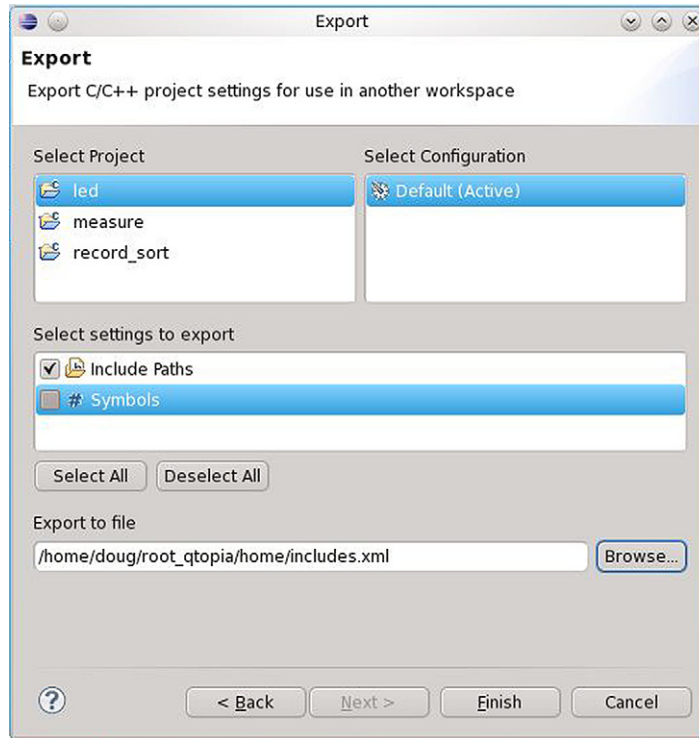 Export
Export
Export C/C++ project settings for use in another workspace
Select Project
Select Configuration
led
Default (Active)
measure
record_sort
Select settings to export
Include Paths
# Symbols
Select All
Deselect All
Export to file
/home/doug/root_qtopia/home/includes.xml
Browse...
?
< Back
Next >
Finish
Cancel